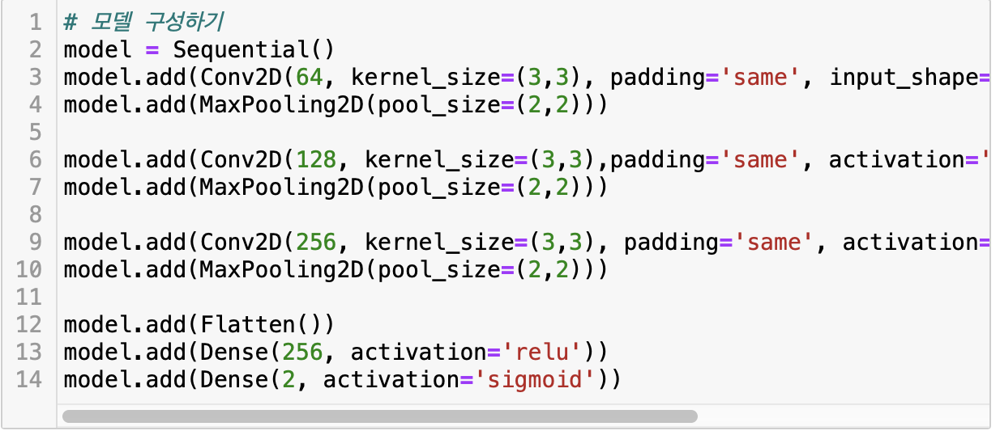 1 # 모델 구성하기
2 model = Sequential()
3 model.add(Conv2D(64, kernel_size=(3,3), padding='same', input_shape=
4 model.add(MaxPooling2D(pool_size=(2,2)))
5
6 model.add(Conv2D(128, kernel_size=(3,3),padding='same', activation='
7 model.add(MaxPooling2D(pool_size=(2,2)))
8
9 model.add(Conv2D(256, kernel_size=(3,3), padding='same', activation=
10 model.add(MaxPooling2D(pool_size=(2,2)))
11
12 model.add(Flatten())
13 model.add(Dense(256, activation='relu'))
14 model.add(Dense(2, activation='sigmoid'))